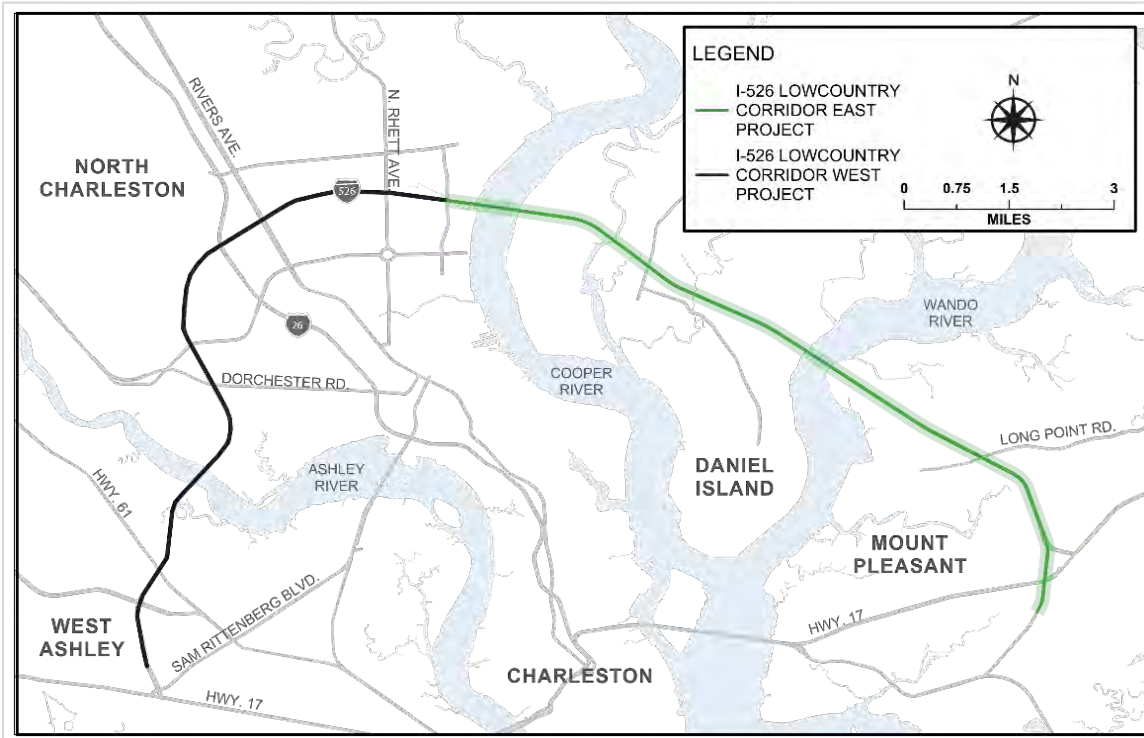 LEGEND
I-526 LOWCOUNTRY
CORRIDOR EAST
PROJECT
I-526 LOWCOUNTRY
CORRIDOR WEST
PROJECT
N
0 0.75 1.5 3
MILES
RIVERS AVE.
N. RHETT AVE.
NORTH
CHARLESTON
526
26
WANDO
RIVER
COOPER
RIVER
DORCHESTER RD.
LONG POINT RD.
DANIEL
ISLAND
ASHLEY
RIVER
HWY. 61
MOUNT
PLEASANT
SAM RITTENBERG BLVD.
WEST
ASHLEY
HWY. 17
CHARLESTON
HWY. 17